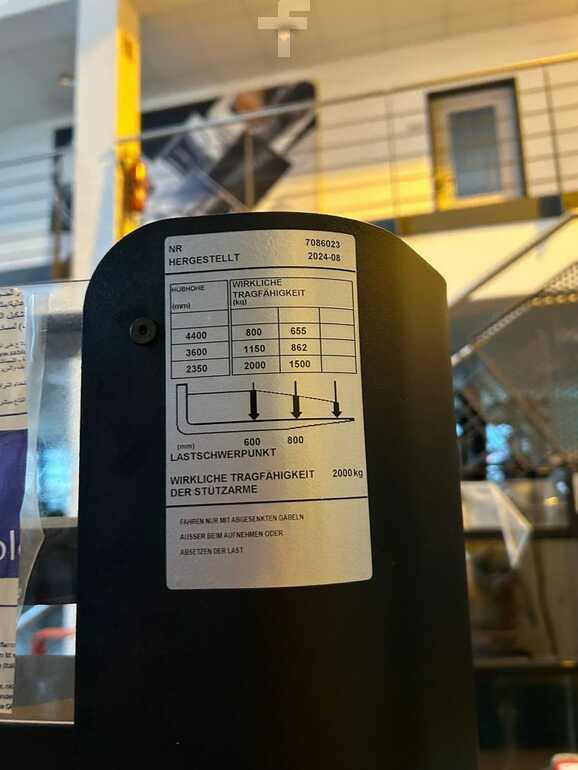 NR 7086023
HERGESTELLT 2024-08
HUBHÖHE
(mm)
WIRKLICHE
TRAGFÄHIGKEIT
(kg)
4400 800 655
3600 1150 862
2350 2000 1500
(mm) 600 800
LASTSCHWERPUNKT
WIRKLICHE TRAGFÄHIGKEIT 2000kg
DER STÜTZARME
FAHREN NUR MIT ABGESENKTEN GABELN
AUSSER BEIM AUFNEHMEN ODER
ABSETZEN DER LAST.